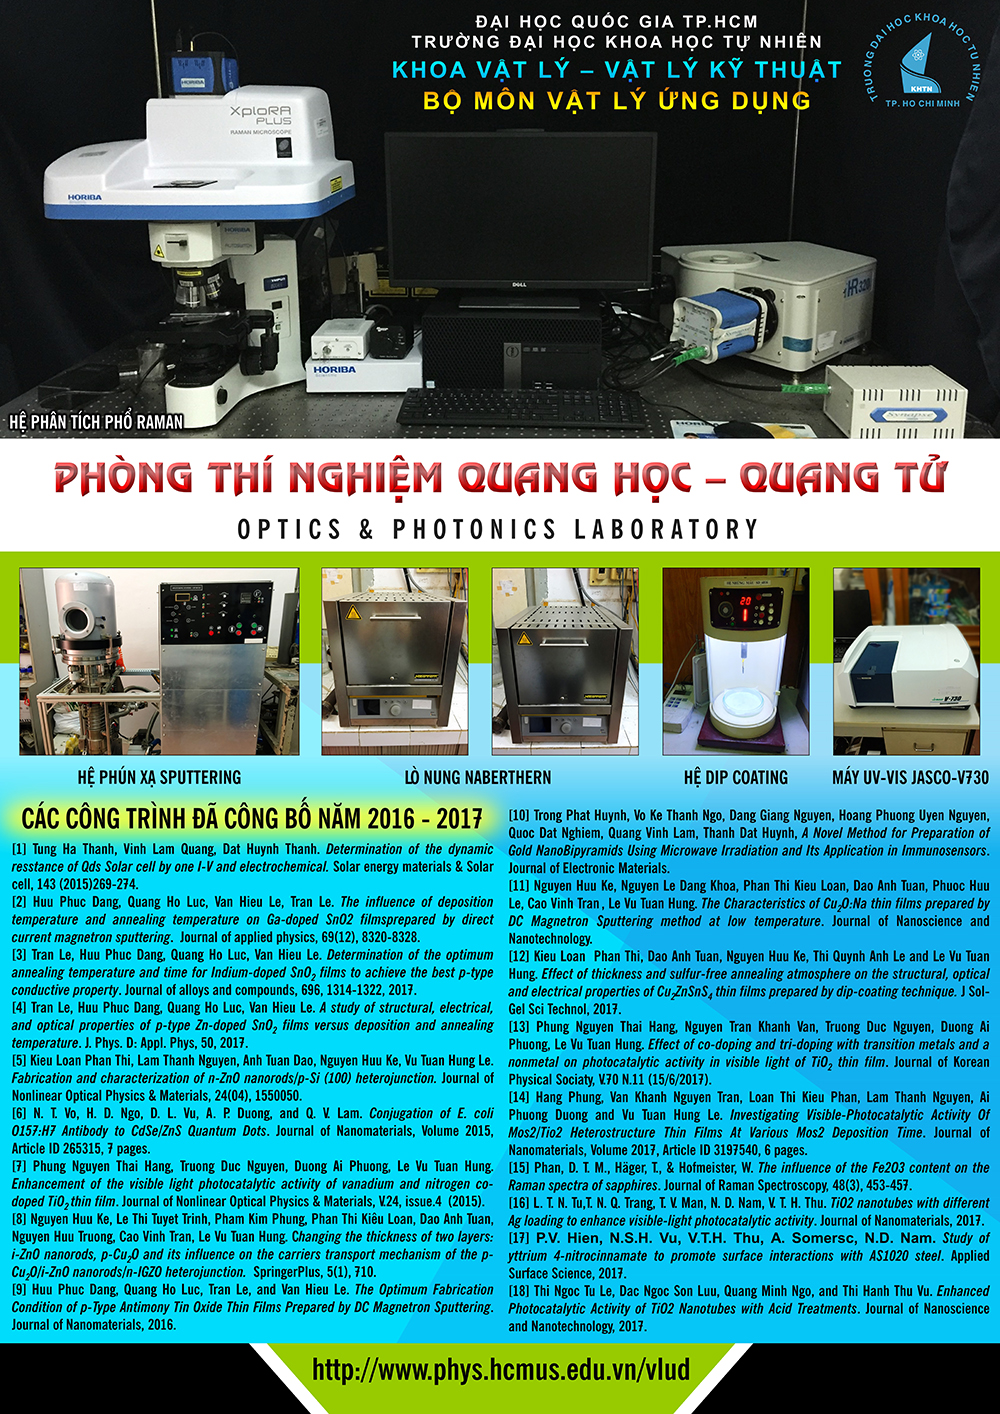 ĐẠI HỌC QUỐC GIA TP.HCM
TRƯỜNG ĐẠI HỌC KHOA HỌC TỰ NHIÊN
KHOA VẬT LÝ – VẬT LÝ KỸ THUẬT
BỘ MÔN VẬT LÝ ỨNG DỤNG
TRUONG DAI HOC KHOA HOC TU NHIEN
KHTN
TP. HO CHI MINH
HORIBA
XploRA
PLUS
RAMAN MICROSCOPE
HORIBA
DELL
HORIBA
HỆ PHÂN TÍCH PHỔ RAMAN
PHÒNG THÍ NGHIỆM QUANG HỌC – QUANG TỬ
OPTICS & PHOTONICS LABORATORY
20
V-730
HỆ PHÚN XẠ SPUTTERING
LÒ NUNG NABERTHERN
HỆ DIP COATING
MÁY UV-VIS JASCO-V730
CÁC CÔNG TRÌNH ĐÃ CÔNG BỐ NĂM 2016 - 2017
[1] Tung Ha Thanh, Vinh Lam Quang, Dat Huynh Thanh. Determination of the dynamic
resstance of Qds Solar cell by one I-V and electrochemical. Solar energy materials & Solar
cell, 143 (2015)269-274.
[2] Huu Phuc Dang, Quang Ho Luc, Van Hieu Le, Tran Le. The influence of deposition
temperature and annealing temperature on Ga-doped SnO2 filmsprepared by direct
current magnetron sputtering. Journal of applied physics, 69(12), 8320-8328.
[3] Tran Le, Huu Phuc Dang, Quang Ho Luc, Van Hieu Le. Determination of the optimum
annealing temperature and time for Indium-doped SnO2 films to achieve the best p-type
conductive property. Journal of alloys and compounds, 696, 1314-1322, 2017.
[4] Tran Le, Huu Phuc Dang, Quang Ho Luc, Van Hieu Le. A study of structural, electrical,
and optical properties of p-type Zn-doped SnO2 films versus deposition and annealing
temperature. J. Phys. D: Appl. Phys, 50, 2017.
[5] Kieu Loan Phan Thi, Lam Thanh Nguyen, Anh Tuan Dao, Nguyen Huu Ke, Vu Tuan Hung Le.
Fabrication and characterization of n-ZnO nanorods/p-Si (100) heterojunction. Journal of
Nonlinear Optical Physics & Materials, 24(04), 1550050.
[6] N. T. Vo, H. D. Ngo, D. L. Vu, A. P. Duong, and Q. V. Lam. Conjugation of E. coli
O157:H7 Antibody to CdSe/ZnS Quantum Dots. Journal of Nanomaterials, Volume 2015,
Article ID 265315, 7 pages.
[7] Phung Nguyen Thai Hang, Truong Duc Nguyen, Duong Ai Phuong, Le Vu Tuan Hung.
Enhancement of the visible light photocatalytic activity of vanadium and nitrogen co-
doped TiO2 thin film. Journal of Nonlinear Optical Physics & Materials, V.24, issue.4 (2015).
[8] Nguyen Huu Ke, Le Thi Tuyet Trinh, Pham Kim Phung, Phan Thi Kiêu Loan, Dao Anh Tuan,
Nguyen Huu Truong, Cao Vinh Tran, Le Vu Tuan Hung. Changing the thickness of two layers:
i-ZnO nanorods, p-Cu2O and its influence on the carriers transport mechanism of the p-
Cu2O/i-ZnO nanorods/n-IGZO heterojunction. SpringerPlus, 5(1), 710.
[9] Huu Phuc Dang, Quang Ho Luc, Tran Le, and Van Hieu Le. The Optimum Fabrication
Condition of p-Type Antimony Tin Oxide Thin Films Prepared by DC Magnetron Sputtering.
Journal of Nanomaterials, 2016.
[10] Trong Phat Huynh, Vo Ke Thanh Ngo, Dang Giang Nguyen, Hoang Phuong Uyen Nguyen,
Quoc Dat Nghiem, Quang Vinh Lam, Thanh Dat Huynh, A Novel Method for Preparation of
Gold NanoBipyramids Using Microwave Irradiation and Its Application in Immunosensors.
Journal of Electronic Materials.
[11] Nguyen Huu Ke, Nguyen Le Dang Khoa, Phan Thi Kieu Loan, Dao Anh Tuan, Phuoc Huu
Le, Cao Vinh Tran , Le Vu Tuan Hung. The Characteristics of Cu2O:Na thin films prepared by
DC Magnetron Sputtering method at low temperature. Journal of Nanoscience and
Nanotechnology.
[12] Kieu Loan Phan Thi, Dao Anh Tuan, Nguyen Huu Ke, Thi Quynh Anh Le and Le Vu Tuan
Hung. Effect of thickness and sulfur-free annealing atmosphere on the structural, optical
and electrical properties of Cu2ZnSnS4 thin films prepared by dip-coating technique. J Sol-
Gel Sci Technol, 2017.
[13] Phung Nguyen Thai Hang, Nguyen Tran Khanh Van, Truong Duc Nguyen, Duong Ai
Phuong, Le Vu Tuan Hung. Effect of co-doping and tri-doping with transition metals and a
nonmetal on photocatalytic activity in visible light of TiO2 thin film. Journal of Korean
Physical Sociaty, V.70 N.11 (15/6/2017).
[14] Hang Phung, Van Khanh Nguyen Tran, Loan Thi Kieu Phan, Lam Thanh Nguyen, Ai
Phuong Duong and Vu Tuan Hung Le. Investigating Visible-Photocatalytic Activity Of
Mos2/Tio2 Heterostructure Thin Films At Various Mos2 Deposition Time. Journal of
Nanomaterials, Volume 2017, Article ID 3197540, 6 pages.
[15] Phan, D. T. M., Häger, T., & Hofmeister, W. The influence of the Fe2O3 content on the
Raman spectra of sapphires. Journal of Raman Spectroscopy, 48(3), 453-457.
[16] L. T. N. Tu,T. N. Q. Trang, T. V. Man, N. D. Nam, V. T. H. Thu. TiO2 nanotubes with different
Ag loading to enhance visible-light photocatalytic activity. Journal of Nanomaterials, 2017.
[17] P.V. Hien, N.S.H. Vu, V.T.H. Thu, A. Somersc, N.D. Nam. Study of
yttrium 4-nitrocinnamate to promote surface interactions with AS1020 steel. Applied
Surface Science, 2017.
[18] Thi Ngoc Tu Le, Dac Ngoc Son Luu, Quang Minh Ngo, and Thi Hanh Thu Vu. Enhanced
Photocatalytic Activity of TiO2 Nanotubes with Acid Treatments. Journal of Nanoscience
and Nanotechnology, 2017.
http://www.phys.hcmus.edu.vn/vlud